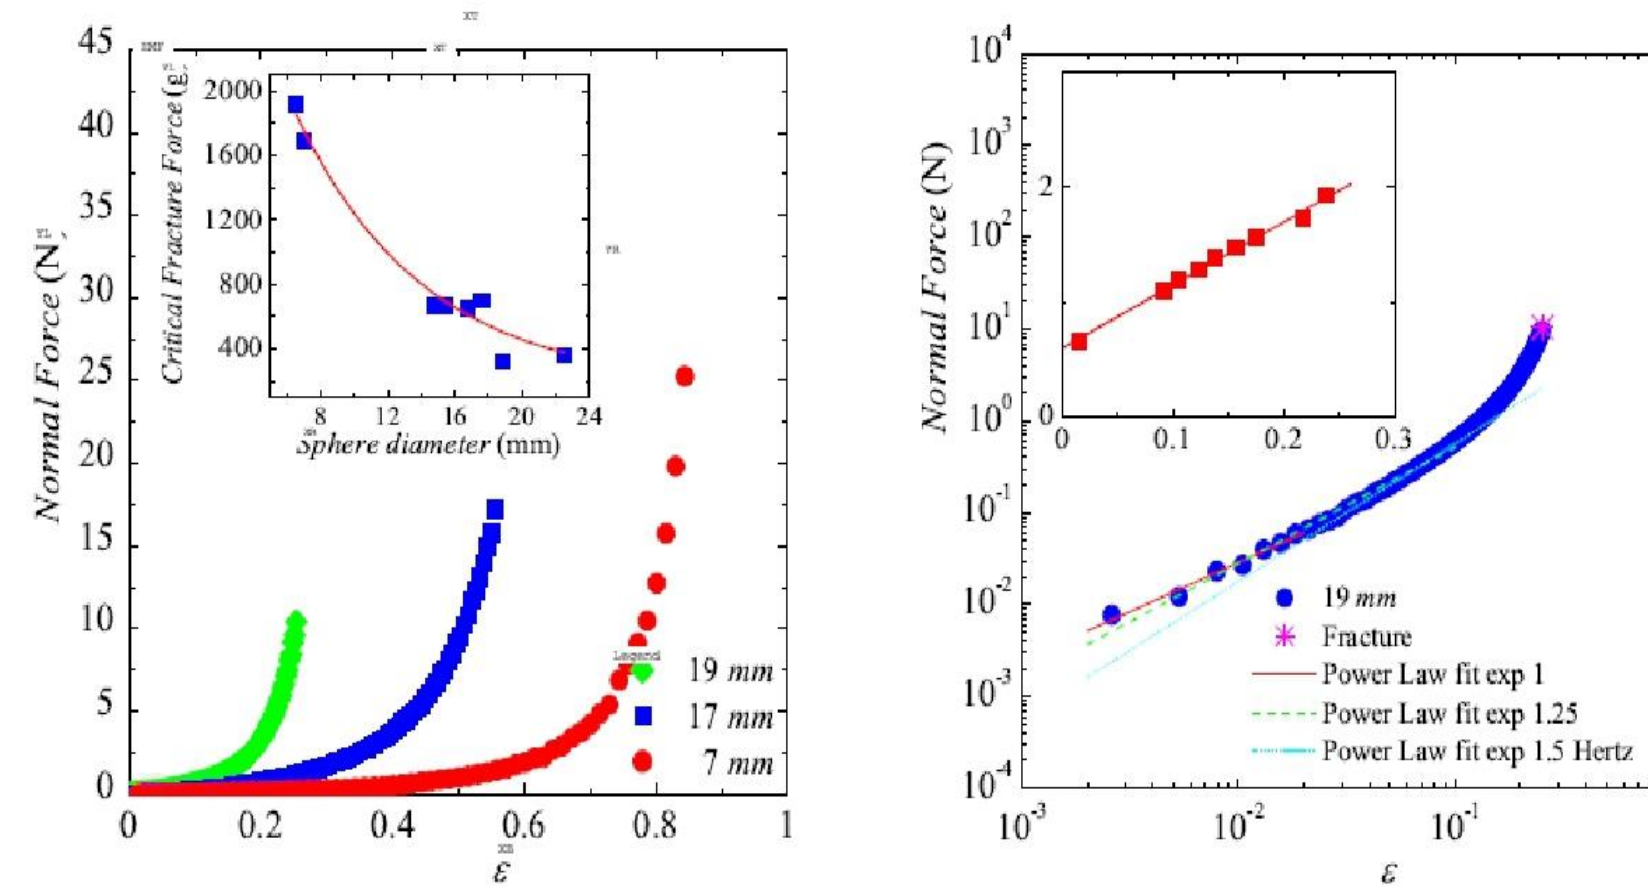 45
40
35
30
25
20
15
10
5
0
0 0.2 0.4 0.6 0.8 1
Normal Force (N)
ε
Critical Fracture Force (g)
2000
1600
1200
800
400
8 12 16 20 24
Sphere diameter (mm)
Legend
19 mm
17 mm
7 mm
Normal Force (N)
10^4
10^3
10^2
10^1
10^0
10^-1
10^-2
10^-3
10^-4
10^-3 10^-2 10^-1
ε
2
0
0 0.1 0.2 0.3
19 mm
Fracture
Power Law fit exp 1
Power Law fit exp 1.25
Power Law fit exp 1.5 Hertz